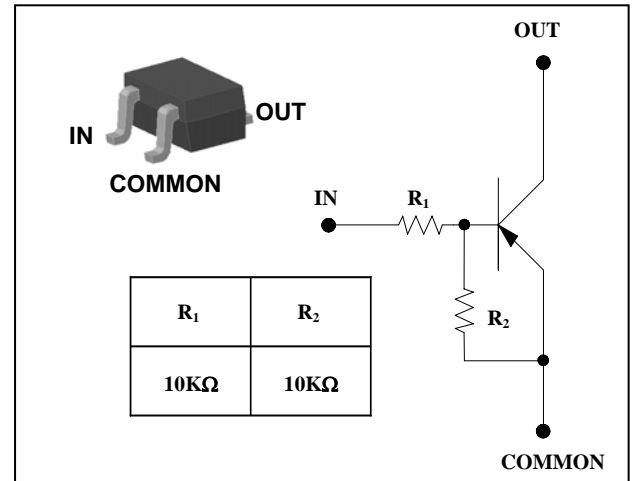 OUT
OUT
IN
COMMON
IN R₁
R₂
R₁ R₂
10KΩ 10KΩ
COMMON